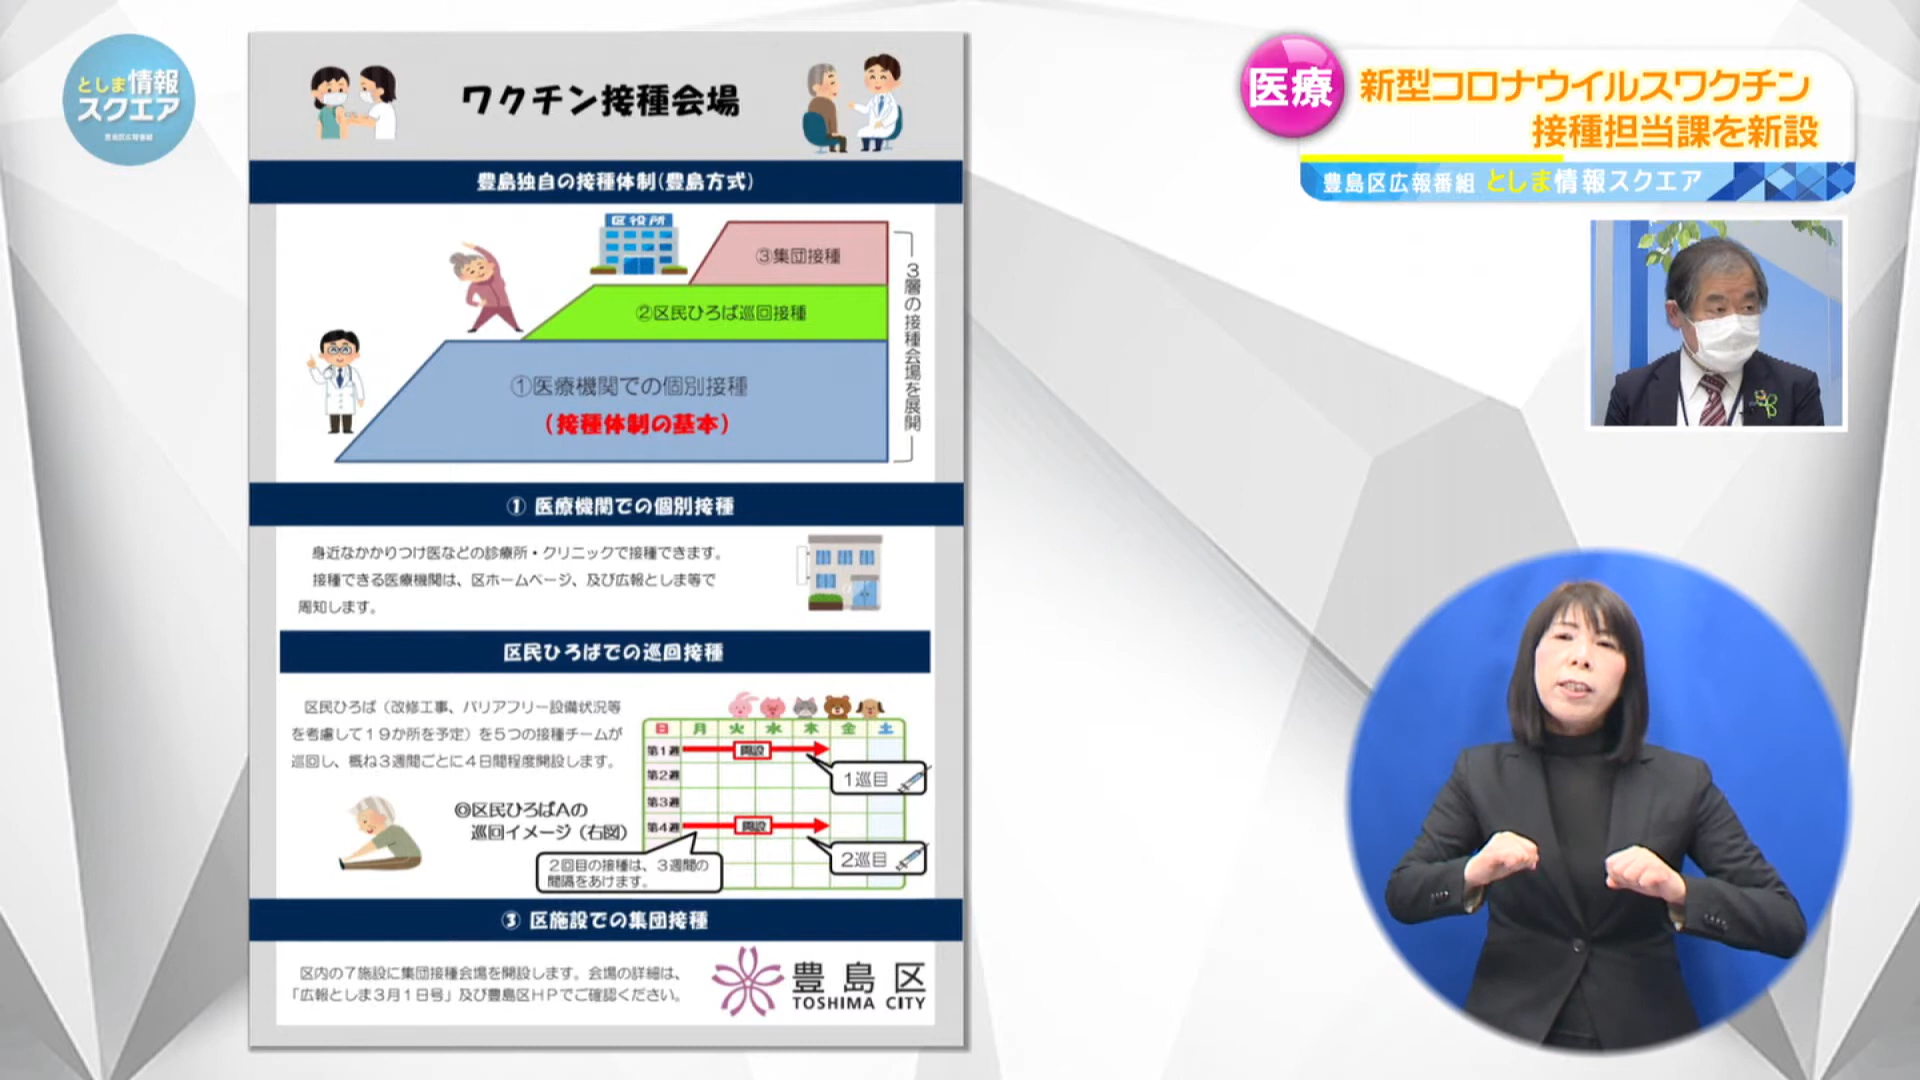 としま情報
スクエア
豊島区広報番組
医療
新型コロナウイルスワクチン
接種担当課を新設
豊島区広報番組 としま情報スクエア
ワクチン接種会場
豊島独自の接種体制(豊島方式)
区役所
③集団接種
②区民ひろば巡回接種
①医療機関での個別接種
(接種体制の基本)
3層の接種会場を展開
① 医療機関での個別接種
身近なかかりつけ医などの診療所・クリニックで接種できます。
接種できる医療機関は、区ホームページ、及び広報としま等で
周知します。
区民ひろばでの巡回接種
区民ひろば（改修工事、バリアフリー設備状況等
を考慮して１９か所を予定）を５つの接種チームが
巡回し、概ね３週間ごとに４日間程度開設します。
◎区民ひろばAの
巡回イメージ（右図）
日 月 火 水 木 金 土
第1週 開設
1巡目
第2週
第3週
第4週 開設
2巡目
２回目の接種は、３週間の
間隔をあけます。
③ 区施設での集団接種
区内の７施設に集団接種会場を開設します。会場の詳細は、
「広報としま３月１日号」及び豊島区ＨＰでご確認ください。
豊島区
TOSHIMA CITY